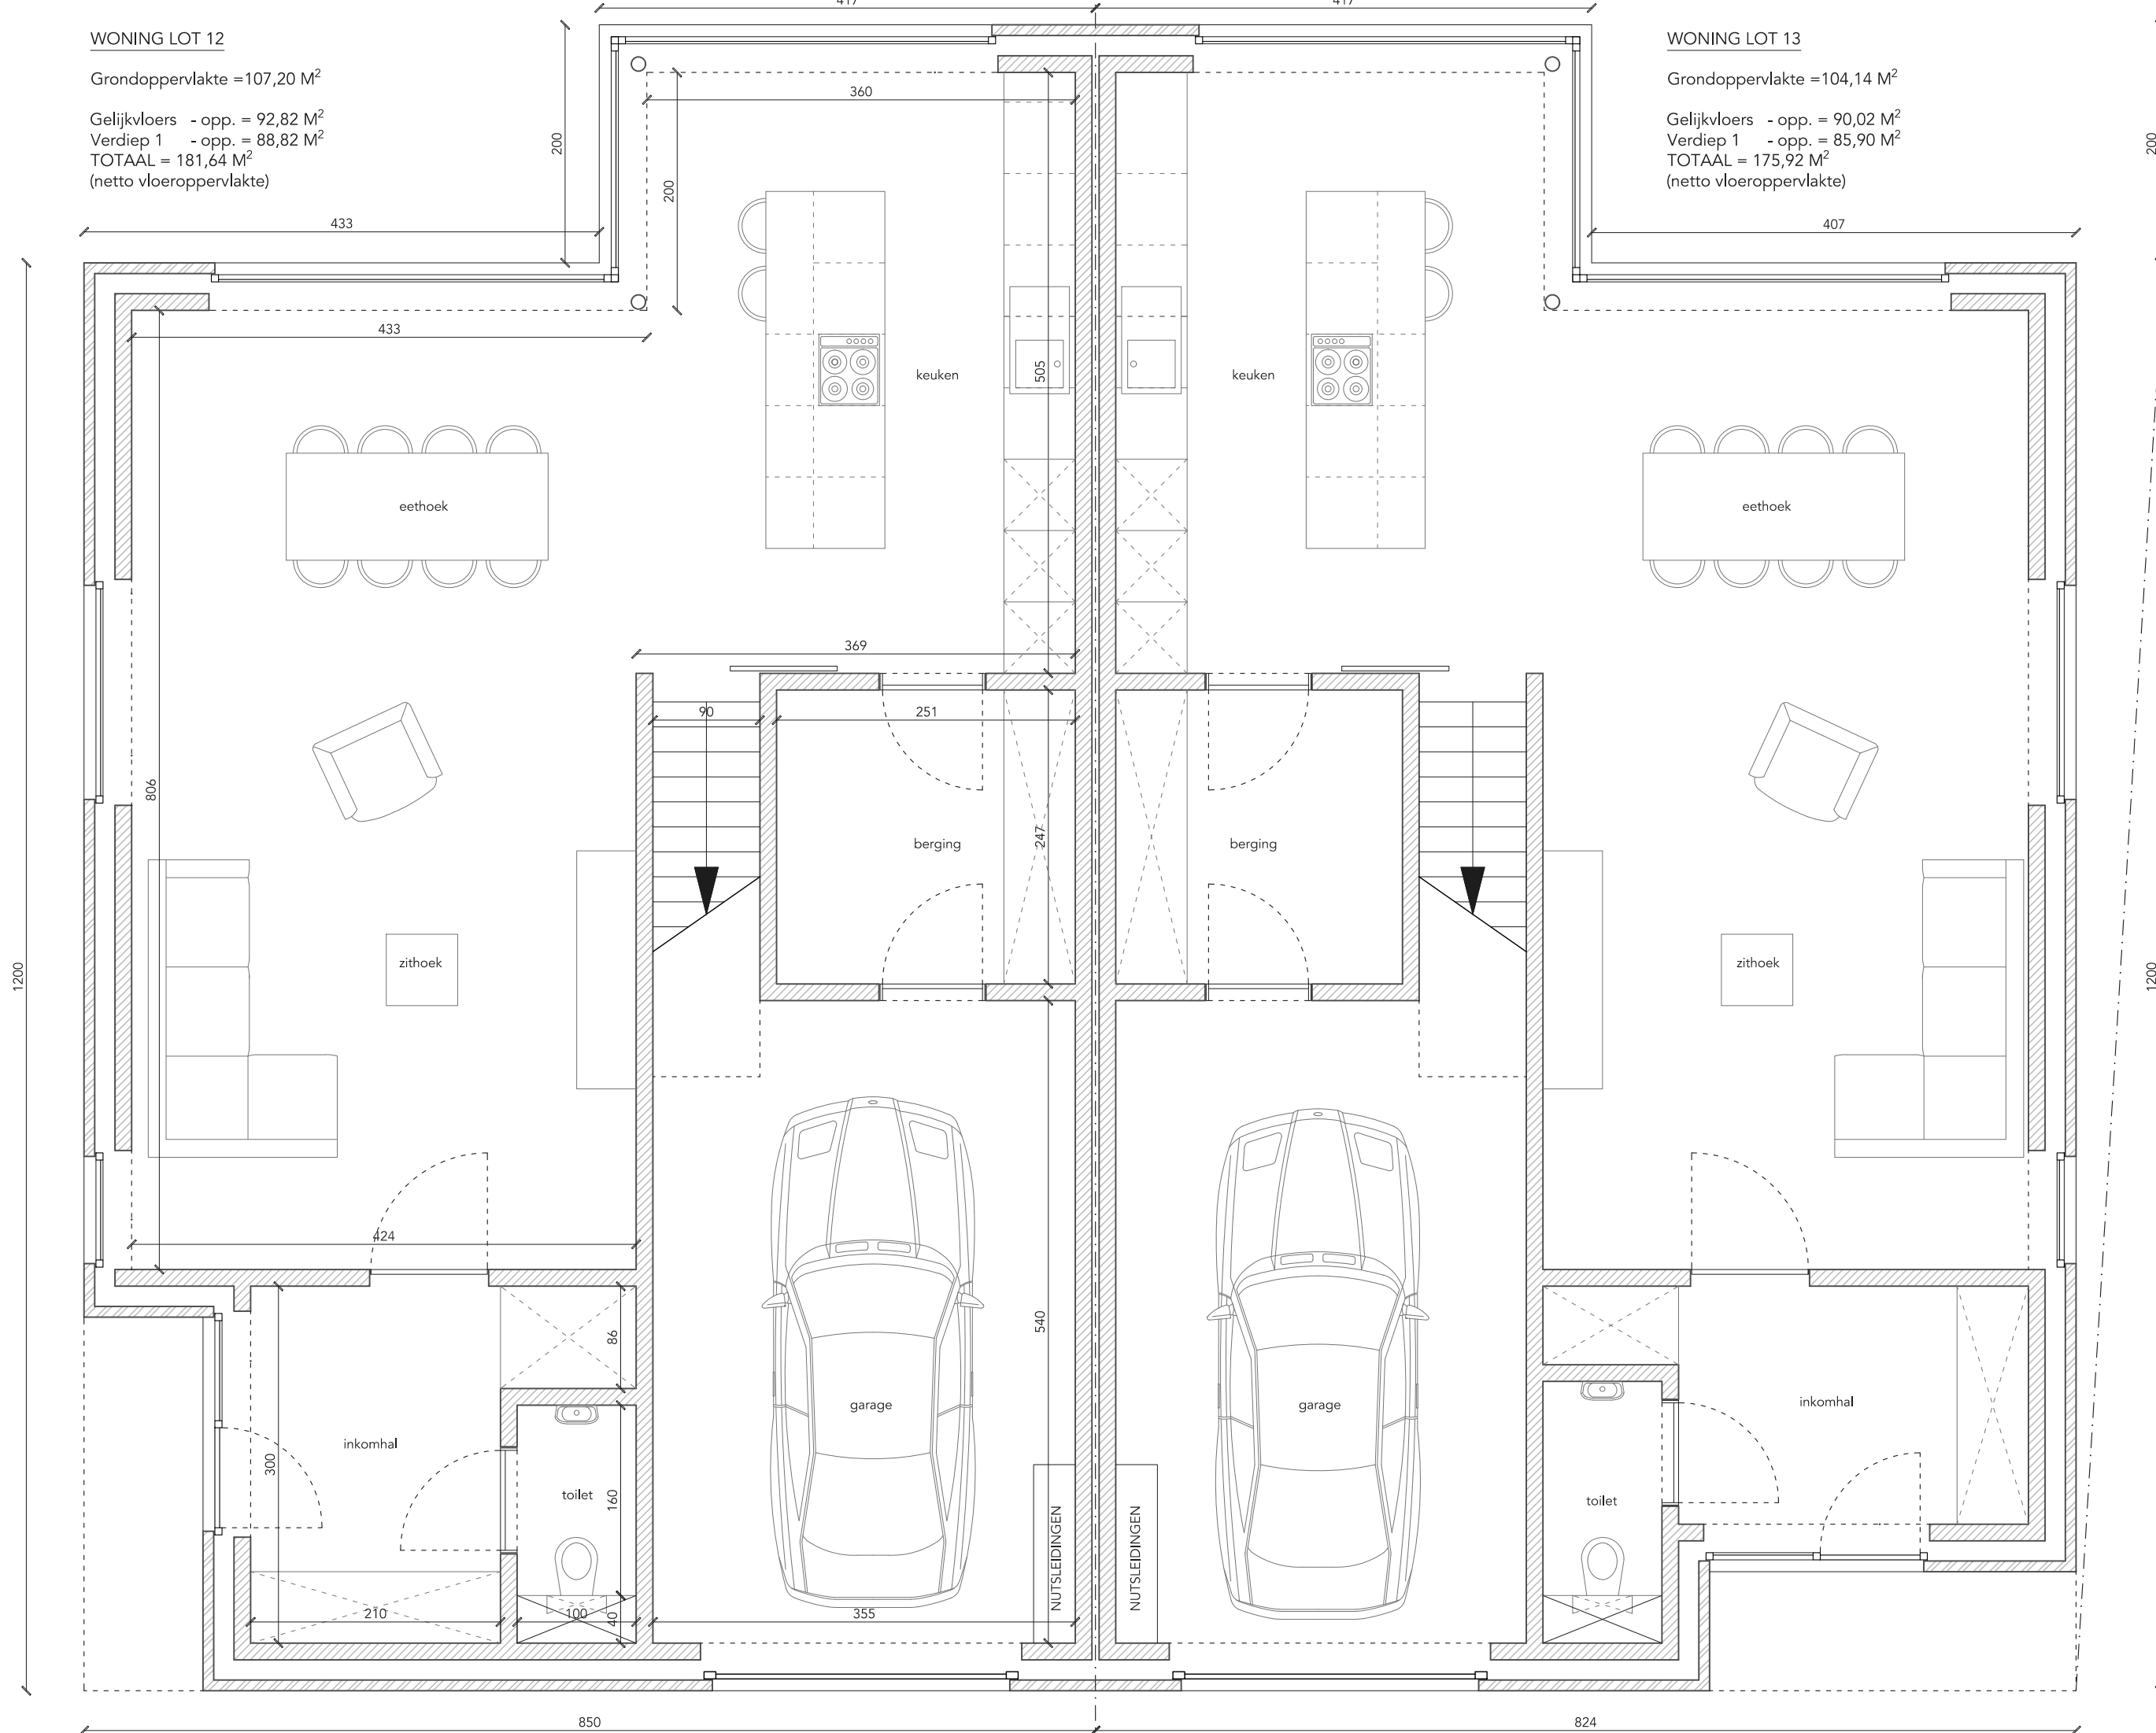 417
417
WONING LOT 12
Grondoppervlakte =107,20 M²
Gelijkvloers - opp. = 92,82 M²
Verdiep 1 - opp. = 88,82 M²
TOTAAL = 181,64 M²
(netto vloeroppervlakte)
WONING LOT 13
Grondoppervlakte =104,14 M²
Gelijkvloers - opp. = 90,02 M²
Verdiep 1 - opp. = 85,90 M²
TOTAAL = 175,92 M²
(netto vloeroppervlakte)
360
200
200
200
433
407
433
keuken
505
keuken
eethoek
eethoek
369
90
251
806
berging
247
berging
zithoek
zithoek
1200
1200
424
86
540
garage
garage
inkomhal
inkomhal
300
toilet
160
toilet
NUTSLEIDINGEN
NUTSLEIDINGEN
210
100
40
355
850
824